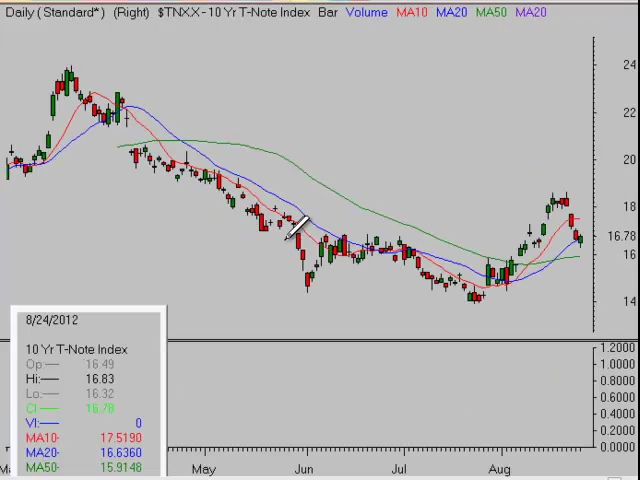 Daily (Standard*) (Right) $TNXX - 10 Yr T-Note Index Bar Volume MA10 MA20 MA50 MA20
24
22
20
18
16.78
16
14
8/24/2012
10 Yr T-Note Index
Op: 16.49
Hi: 16.83
Lo: 16.32
Cl: 16.78
Vl: 0
MA10- 17.5190
MA20- 16.6360
MA50- 15.9148
1.2000
1.0000
0.8000
0.6000
0.4000
0.2000
0.0000
May Jun Jul Aug